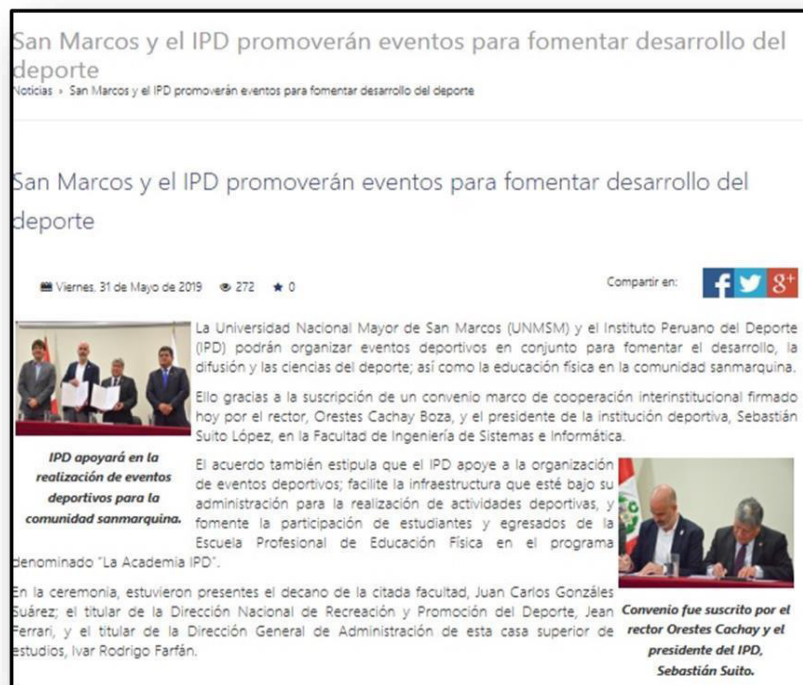 San Marcos y el IPD promoverán eventos para fomentar desarrollo del
deporte
Noticias › San Marcos y el IPD promoverán eventos para fomentar desarrollo del deporte
San Marcos y el IPD promoverán eventos para fomentar desarrollo del
deporte
Viernes, 31 de Mayo de 2019 272 0
Compartir en:
f g+
La Universidad Nacional Mayor de San Marcos (UNMSM) y el Instituto Peruano del Deporte
(IPD) podrán organizar eventos deportivos en conjunto para fomentar el desarrollo, la
difusión y las ciencias del deporte; así como la educación física en la comunidad sanmarquina.
Ello gracias a la suscripción de un convenio marco de cooperación interinstitucional firmado
hoy por el rector, Orestes Cachay Boza, y el presidente de la institución deportiva, Sebastián
Suito López, en la Facultad de Ingeniería de Sistemas e Informática.
IPD apoyará en la
realización de eventos
deportivos para la
comunidad sanmarquina.
El acuerdo también estipula que el IPD apoye a la organización
de eventos deportivos; facilite la infraestructura que esté bajo su
administración para la realización de actividades deportivas, y
fomente la participación de estudiantes y egresados de la
Escuela Profesional de Educación Física en el programa
denominado "La Academia IPD".
En la ceremonia, estuvieron presentes el decano de la citada facultad, Juan Carlos Gonzáles
Suárez; el titular de la Dirección Nacional de Recreación y Promoción del Deporte, Jean
Ferrari, y el titular de la Dirección General de Administración de esta casa superior de
estudios, Ivar Rodrigo Farfán.
Convenio fue suscrito por el
rector Orestes Cachay y el
presidente del IPD,
Sebastián Suito.